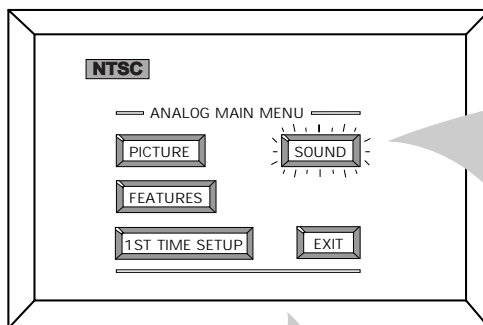 NTSC
ANALOG MAIN MENU
PICTURE SOUND
FEATURES
1ST TIME SETUP EXIT